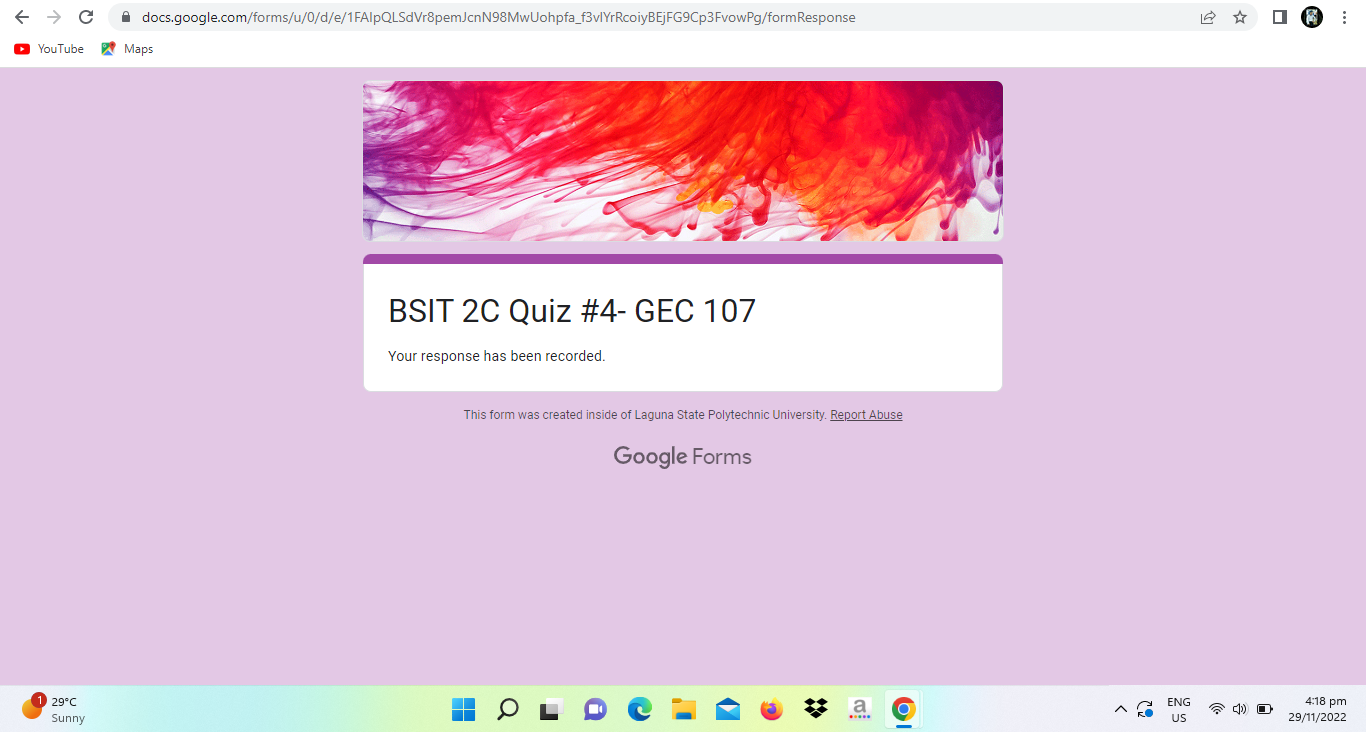 docs.google.com/forms/u/0/d/e/1FAIpQLSdVr8pemJcnN98MwUohpfa_f3vIYrRcoiyBEjFG9Cp3FvowPg/formResponse
YouTube Maps
BSIT 2C Quiz #4- GEC 107
Your response has been recorded.
This form was created inside of Laguna State Polytechnic University. Report Abuse
Google Forms
1
29°C
Sunny
a
ENG
US
4:18 pm
29/11/2022